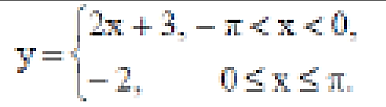 y = { 2x + 3, − π < x < 0,
− 2, 0 ≤ x ≤ π.